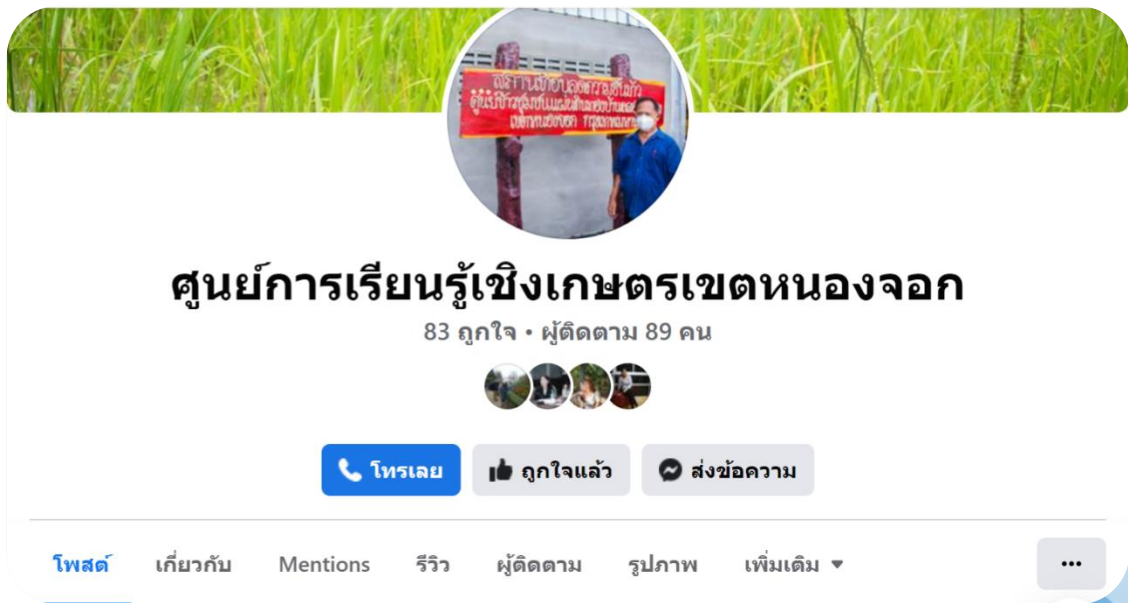 ศูนย์การเรียนรู้เชิงเกษตรเขตหนองจอก
83 ถูกใจ • ผู้ติดตาม 89 คน
โทรเลย ถูกใจแล้ว ส่งข้อความ
โพสต์ เกี่ยวกับ Mentions รีวิว ผู้ติดตาม รูปภาพ เพิ่มเติม